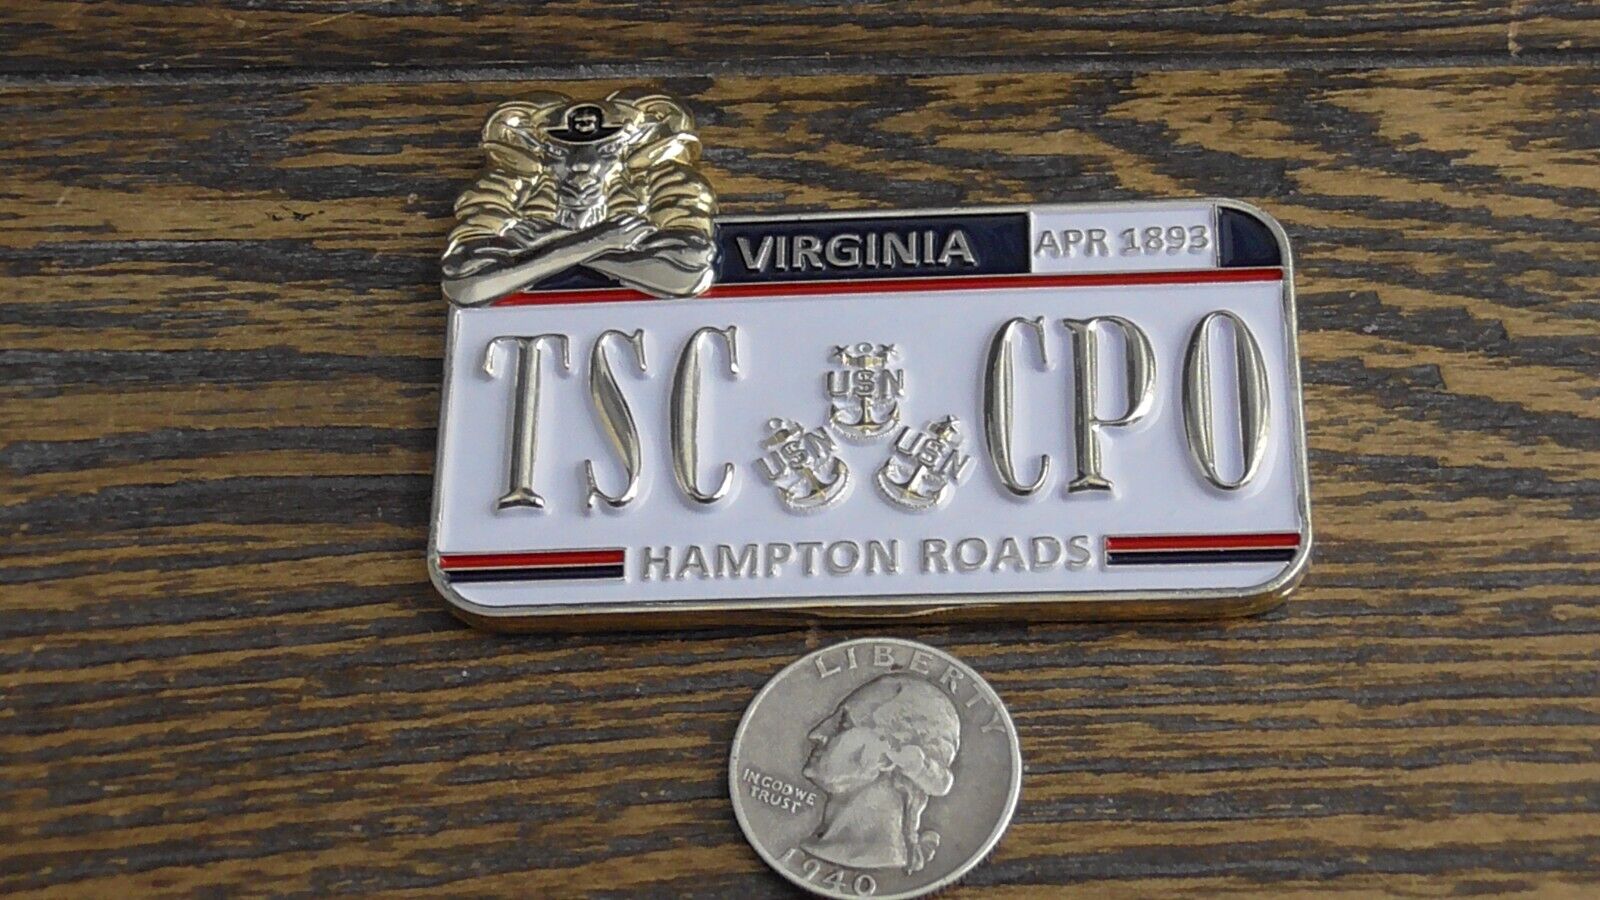 VIRGINIA APR 1893
TSC CPO
USN
USN USN
HAMPTON ROADS
LIBERTY
IN GOD WE
TRUST
1940